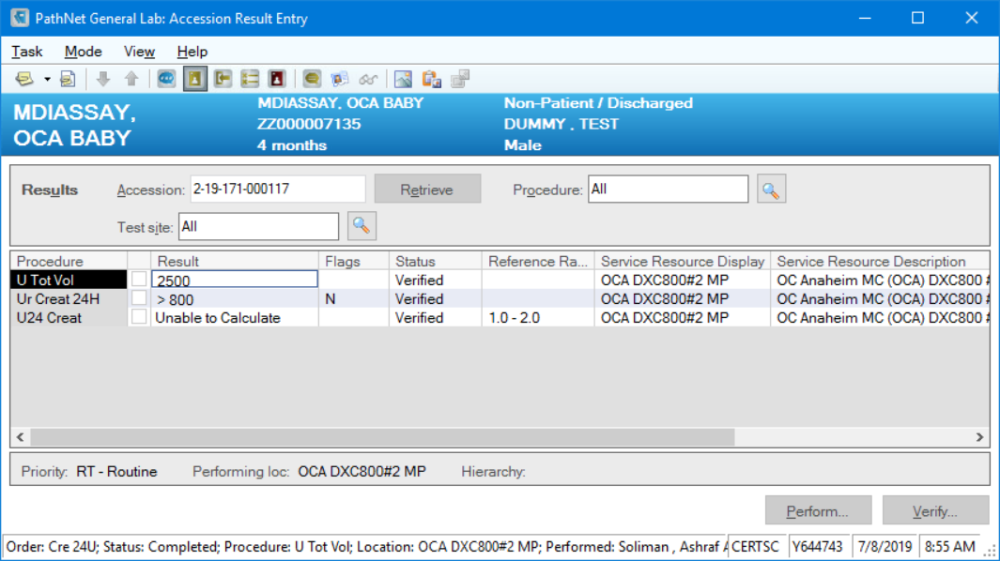 PathNet General Lab: Accession Result Entry
Task Mode View Help
MDIASSAY, OCA BABY
MDIASSAY, OCA BABY Non-Patient / Discharged
ZZ000007135 DUMMY , TEST
4 months Male
Results Accession: 2-19-171-000117 Retrieve Procedure: All
Test site: All
Procedure Result Flags Status Reference Ra... Service Resource Display Service Resource Description
U Tot Vol 2500 Verified OCA DXC800#2 MP OC Anaheim MC (OCA) DXC800 #
Ur Creat 24H > 800 N Verified OCA DXC800#2 MP OC Anaheim MC (OCA) DXC800 #
U24 Creat Unable to Calculate Verified 1.0 - 2.0 OCA DXC800#2 MP OC Anaheim MC (OCA) DXC800 #
Priority: RT - Routine Performing loc: OCA DXC800#2 MP Hierarchy:
Perform... Verify...
Order: Cre 24U; Status: Completed; Procedure: U Tot Vol; Location: OCA DXC800#2 MP; Performed: Soliman , Ashraf CERTSC Y644743 7/8/2019 8:55 AM